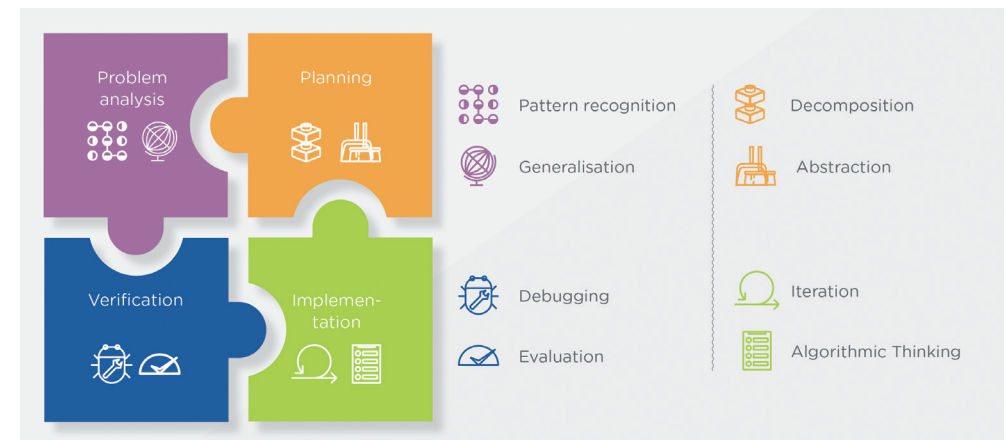 Problem
analysis
Planning
Verification
Implemen-
tation
Pattern recognition
Generalisation
Decomposition
Abstraction
Debugging
Evaluation
Iteration
Algorithmic Thinking